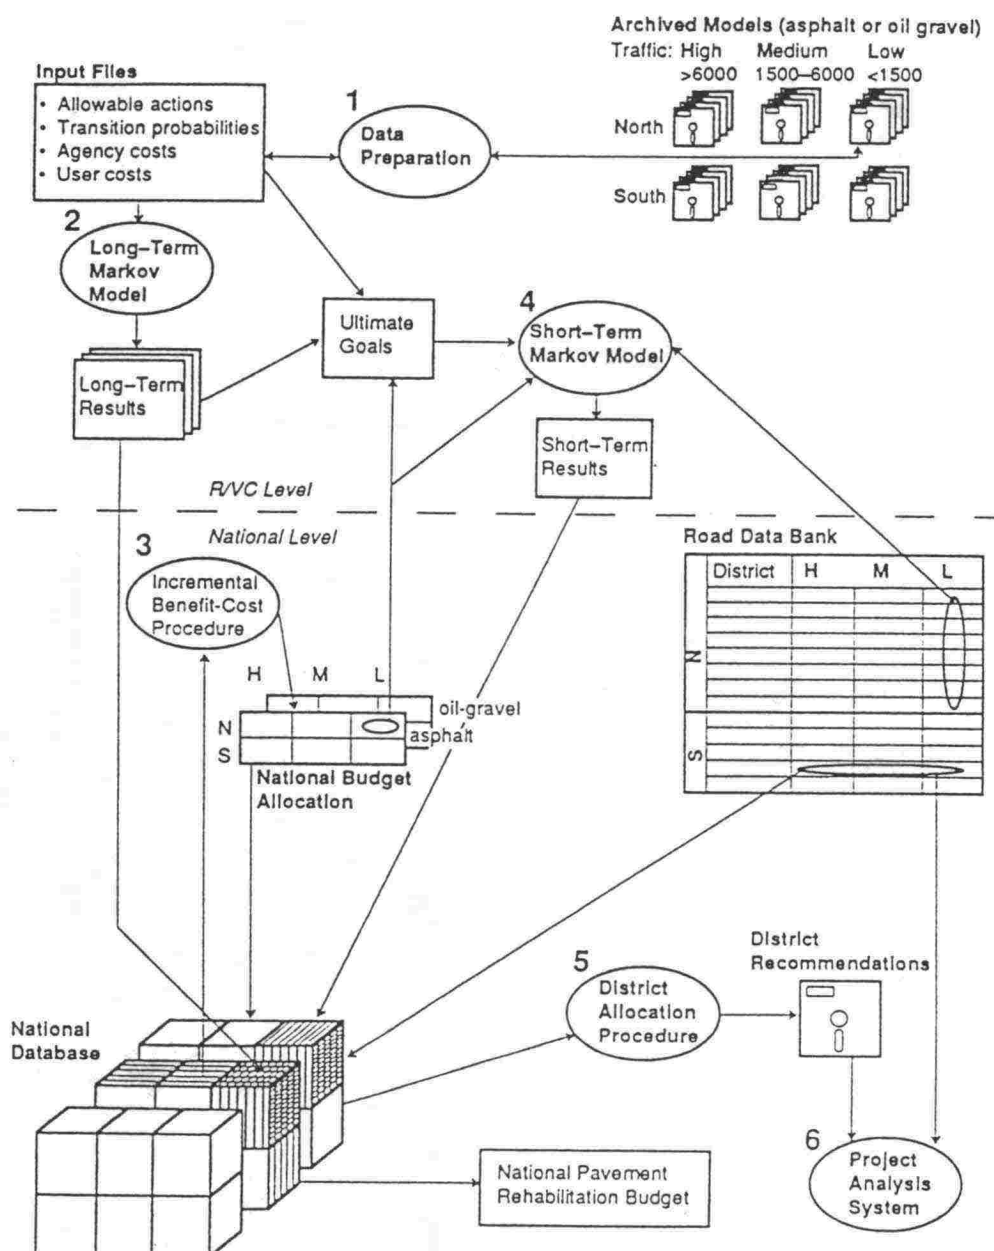 Archived Models (asphalt or oil gravel)
Traffic: High Medium Low
>6000 1500–6000 <1500
North
South
Input Files
• Allowable actions
• Transition probabilities
• Agency costs
• User costs
1
Data
Preparation
2
Long–Term
Markov
Model
Long–Term
Results
Ultimate
Goals
4
Short–Term
Markov Model
Short–Term
Results
R/VC Level
National Level
3
Incremental
Benefit-Cost
Procedure
H M L
oil-gravel
N
asphalt
S
National Budget
Allocation
Road Data Bank
District H M L
N
S
National
Database
5
District
Allocation
Procedure
District
Recommendations
National Pavement
Rehabilitation Budget
6
Project
Analysis
System